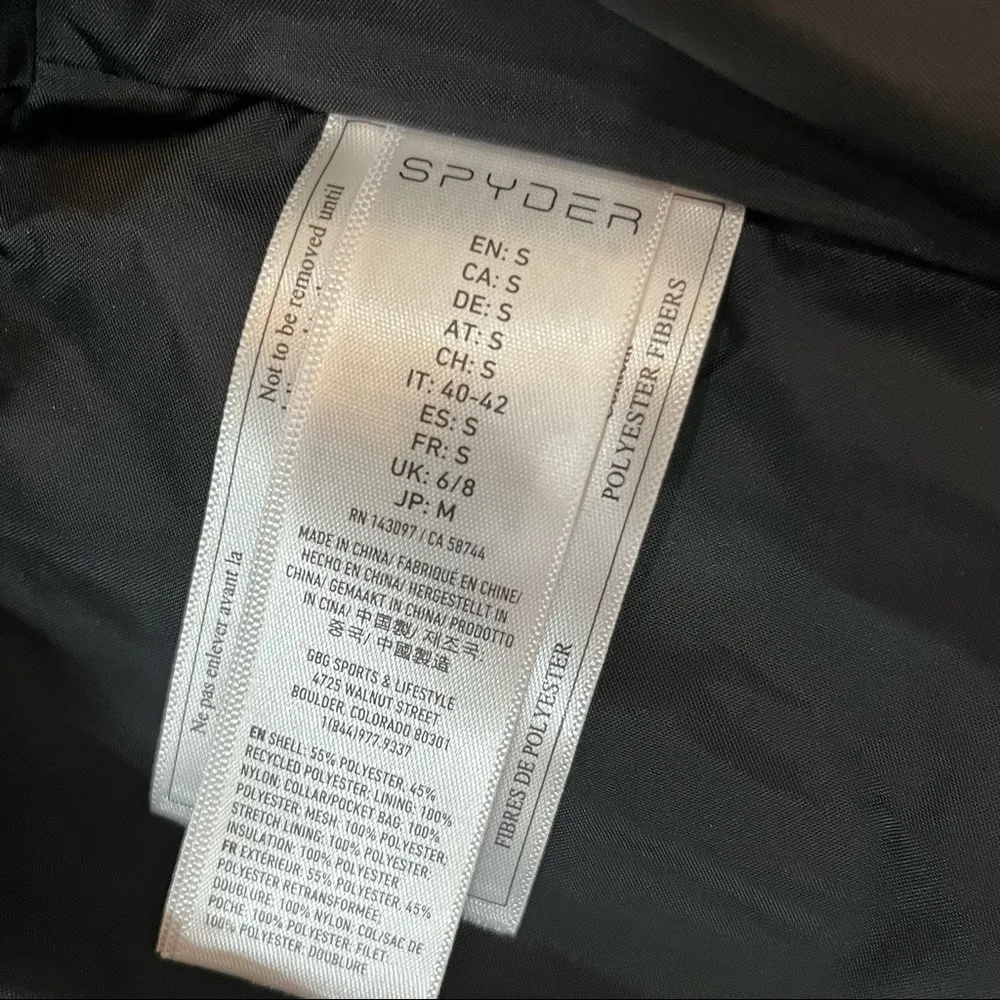 SPYDER
EN: S
CA: S
DE: S
AT: S
CH: S
IT: 40-42
ES: S
FR: S
UK: 6/8
JP: M
RN 143097 / CA 58744
MADE IN CHINA/ FABRIQUÉ EN CHINE/
HECHO EN CHINA/ HERGESTELLT IN
CHINA/ GEMAAKT IN CHINA/ PRODOTTO
IN CINA/ 中国製/ 제조국:
중국/ 中國製造
GBG SPORTS & LIFESTYLE
4725 WALNUT STREET
BOULDER, COLORADO 80301
1(844)977.9337
EN SHELL: 55% POLYESTER, 45%
RECYCLED POLYESTER; LINING: 100%
NYLON; COLLAR/POCKET BAG: 100%
POLYESTER; MESH: 100% POLYESTER;
STRETCH LINING: 100% POLYESTER
INSULATION: 100% POLYESTER
FR EXTÉRIEUR: 55% POLYESTER, 45%
POLYESTER RETRANSFORMÉE;
DOUBLURE: 100% NYLON; COL/SAC DE
POCHE: 100% POLYESTER; FILET:
100% POLYESTER; DOUBLURE
Not to be removed until
Ne pas enlever avant la
POLYESTER FIBERS
FIBRES DE POLYESTER